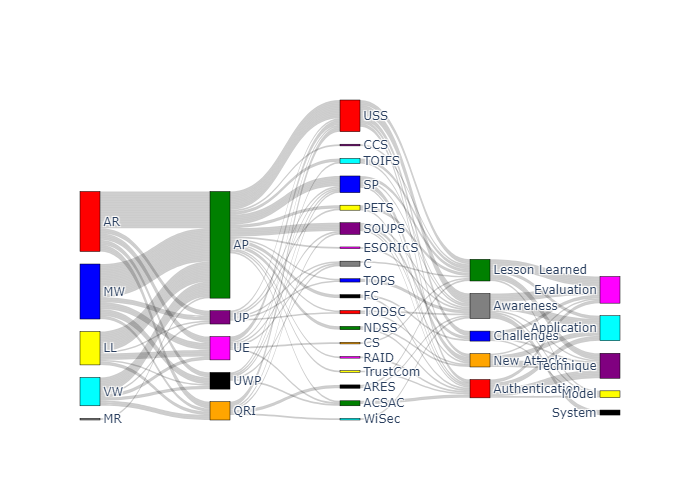 AR
MW
LL
VW
MR
AP
UP
UE
UWP
QRI
USS
CCS
TOIFS
SP
PETS
SOUPS
ESORICS
C
TOPS
FC
TODSC
NDSS
CS
RAID
TrustCom
ARES
ACSAC
WiSec
Lesson Learned
Awareness
Challenges
New Attacks
Authentication
Evaluation
Application
Technique
Model
System